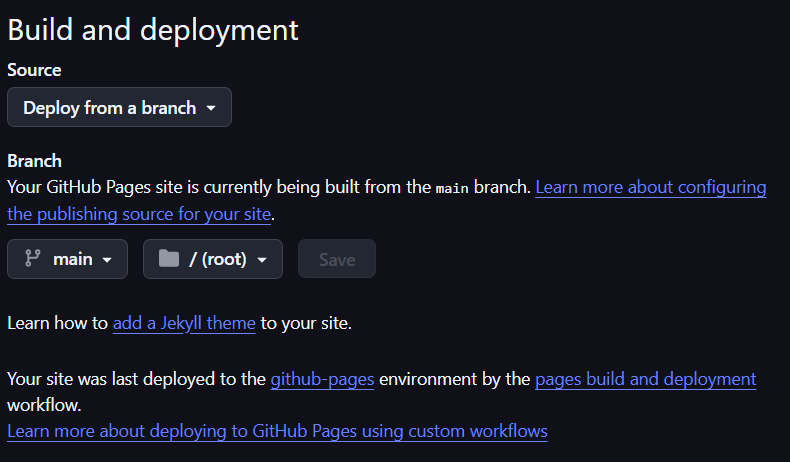 Build and deployment
Source
Deploy from a branch
Branch
Your GitHub Pages site is currently being built from the main branch. Learn more about configuring
the publishing source for your site.
main / (root) Save
Learn how to add a Jekyll theme to your site.
Your site was last deployed to the github-pages environment by the pages build and deployment
workflow.
Learn more about deploying to GitHub Pages using custom workflows